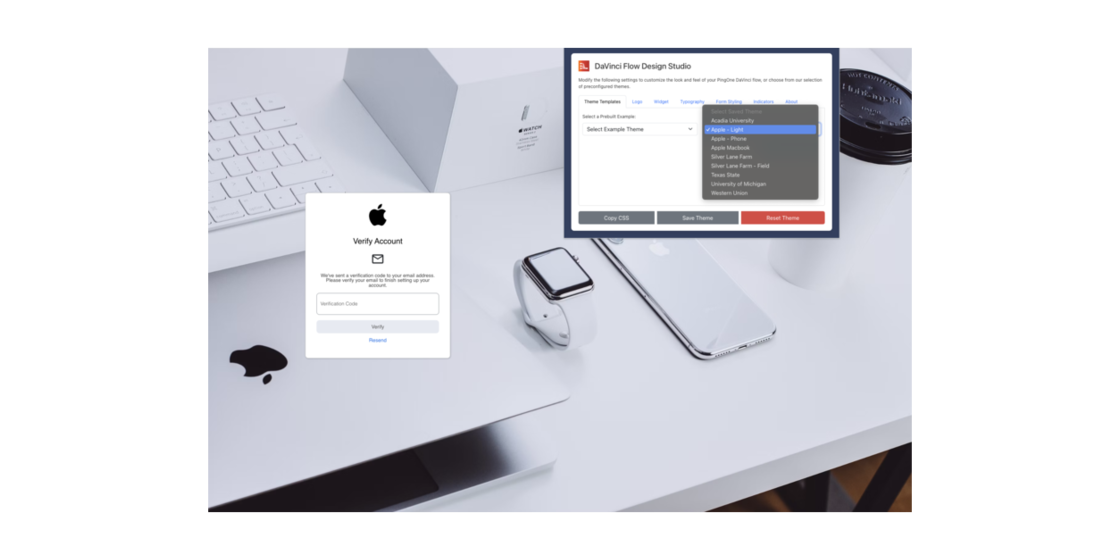 DaVinci Flow Design Studio
Modify the following settings to customize the look and feel of your PingOne DaVinci flow, or choose from our selection
of preconfigured themes.
Theme Templates Logo Widget Typography Form Styling Indicators About
Select a Prebuilt Example:
Select Example Theme
Acadia University
✓ Apple - Light
Apple - Phone
Apple Macbook
Silver Lane Farm
Silver Lane Farm - Field
Texas State
University of Michigan
Western Union
Copy CSS Save Theme Reset Theme
WATCH
Verify Account
We've sent a verification code to your email address.
Please verify your email to finish setting up your
account.
Verification Code
Verify
Resend